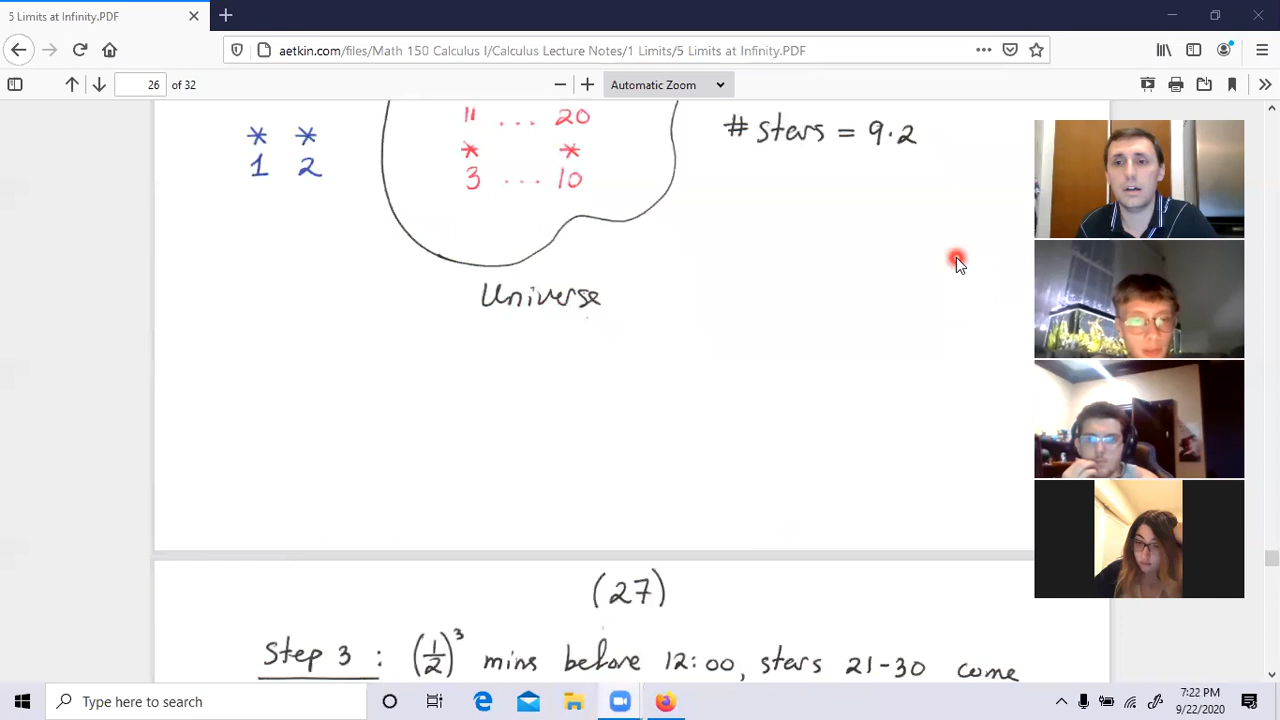 5 Limits at Infinity.PDF
aetkin.com/files/Math 150 Calculus I/Calculus Lecture Notes/1 Limits/5 Limits at Infinity.PDF
26 of 32
Automatic Zoom
11 ... 20
* * * *
1 2 3 ... 10
# stars = 9·2
Universe
(27)
Step 3 : (1/2)³ mins before 12:00, stars 21-30 come
Type here to search
7:22 PM
9/22/2020